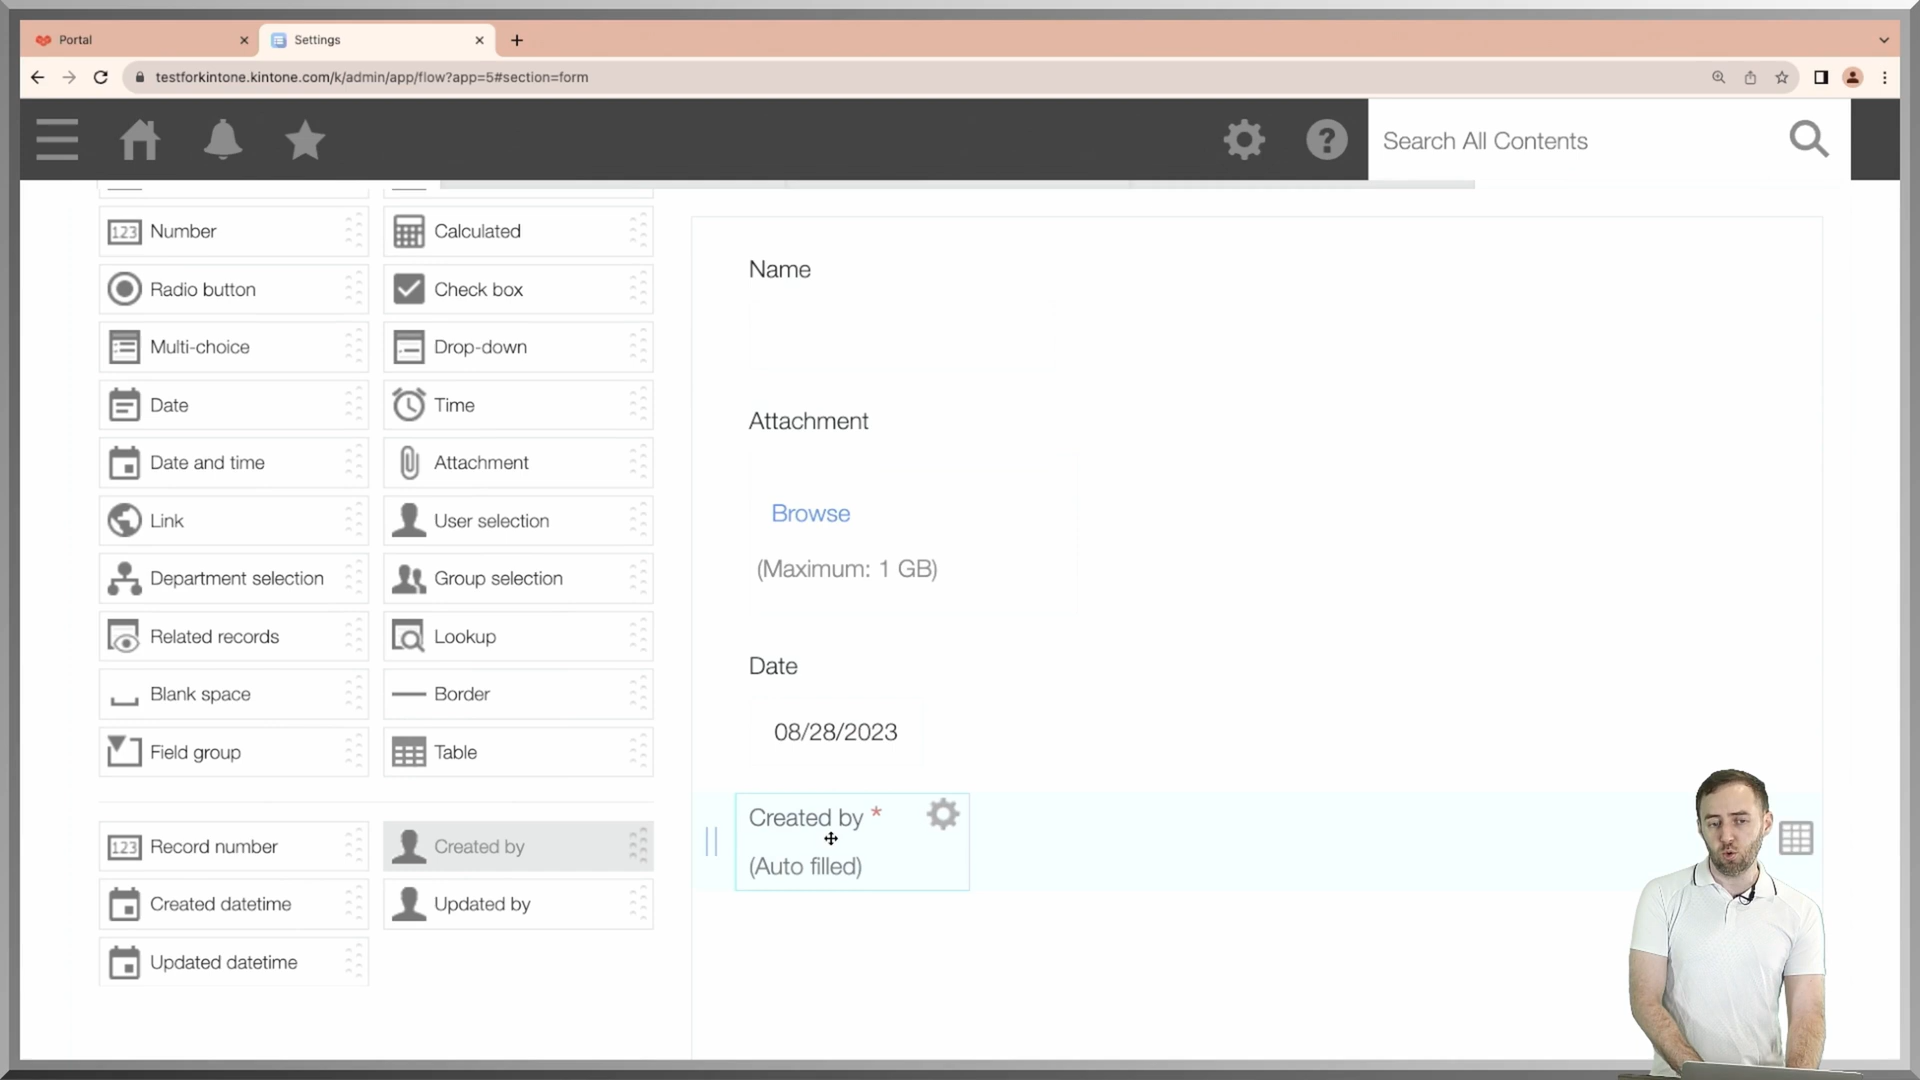 Portal
Settings
testforkintone.kintone.com/k/admin/app/flow?app=5#section=form
Search All Contents
123 Number
Calculated
Radio button
Check box
Multi-choice
Drop-down
Date
Time
Date and time
Attachment
Link
User selection
Department selection
Group selection
Related records
Lookup
Blank space
Border
Field group
Table
123 Record number
Created by
Created datetime
Updated by
Updated datetime
Name
Attachment
Browse
(Maximum: 1 GB)
Date
08/28/2023
Created by *
(Auto filled)